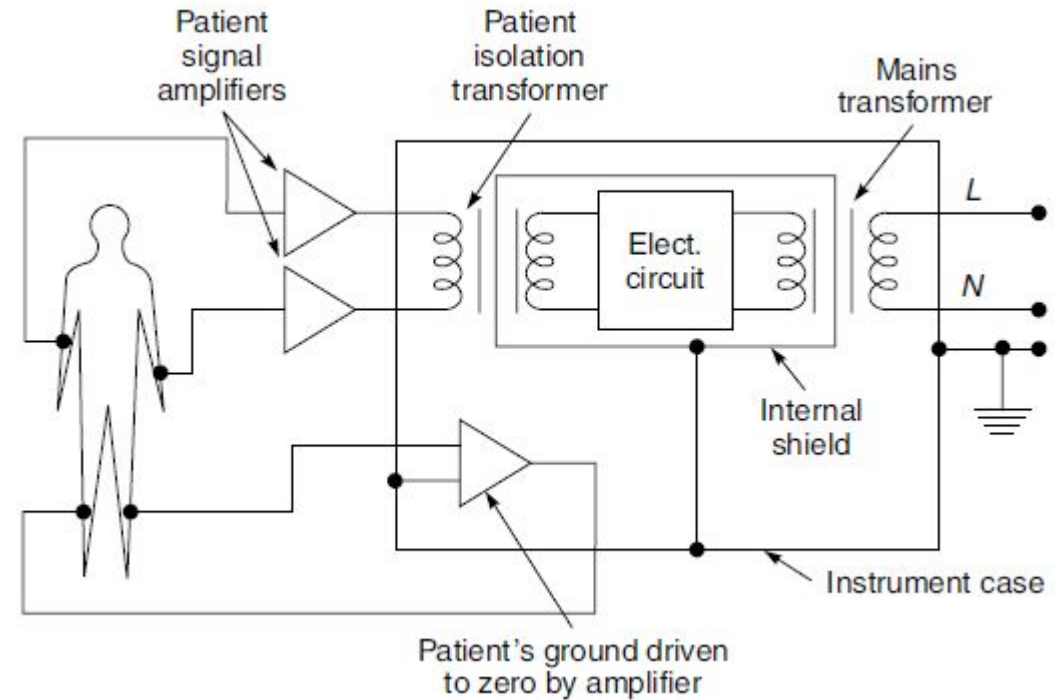 Patient
signal
amplifiers
Patient
isolation
transformer
Mains
transformer
L
Elect.
circuit
N
Internal
shield
Instrument case
Patient's ground driven
to zero by amplifier